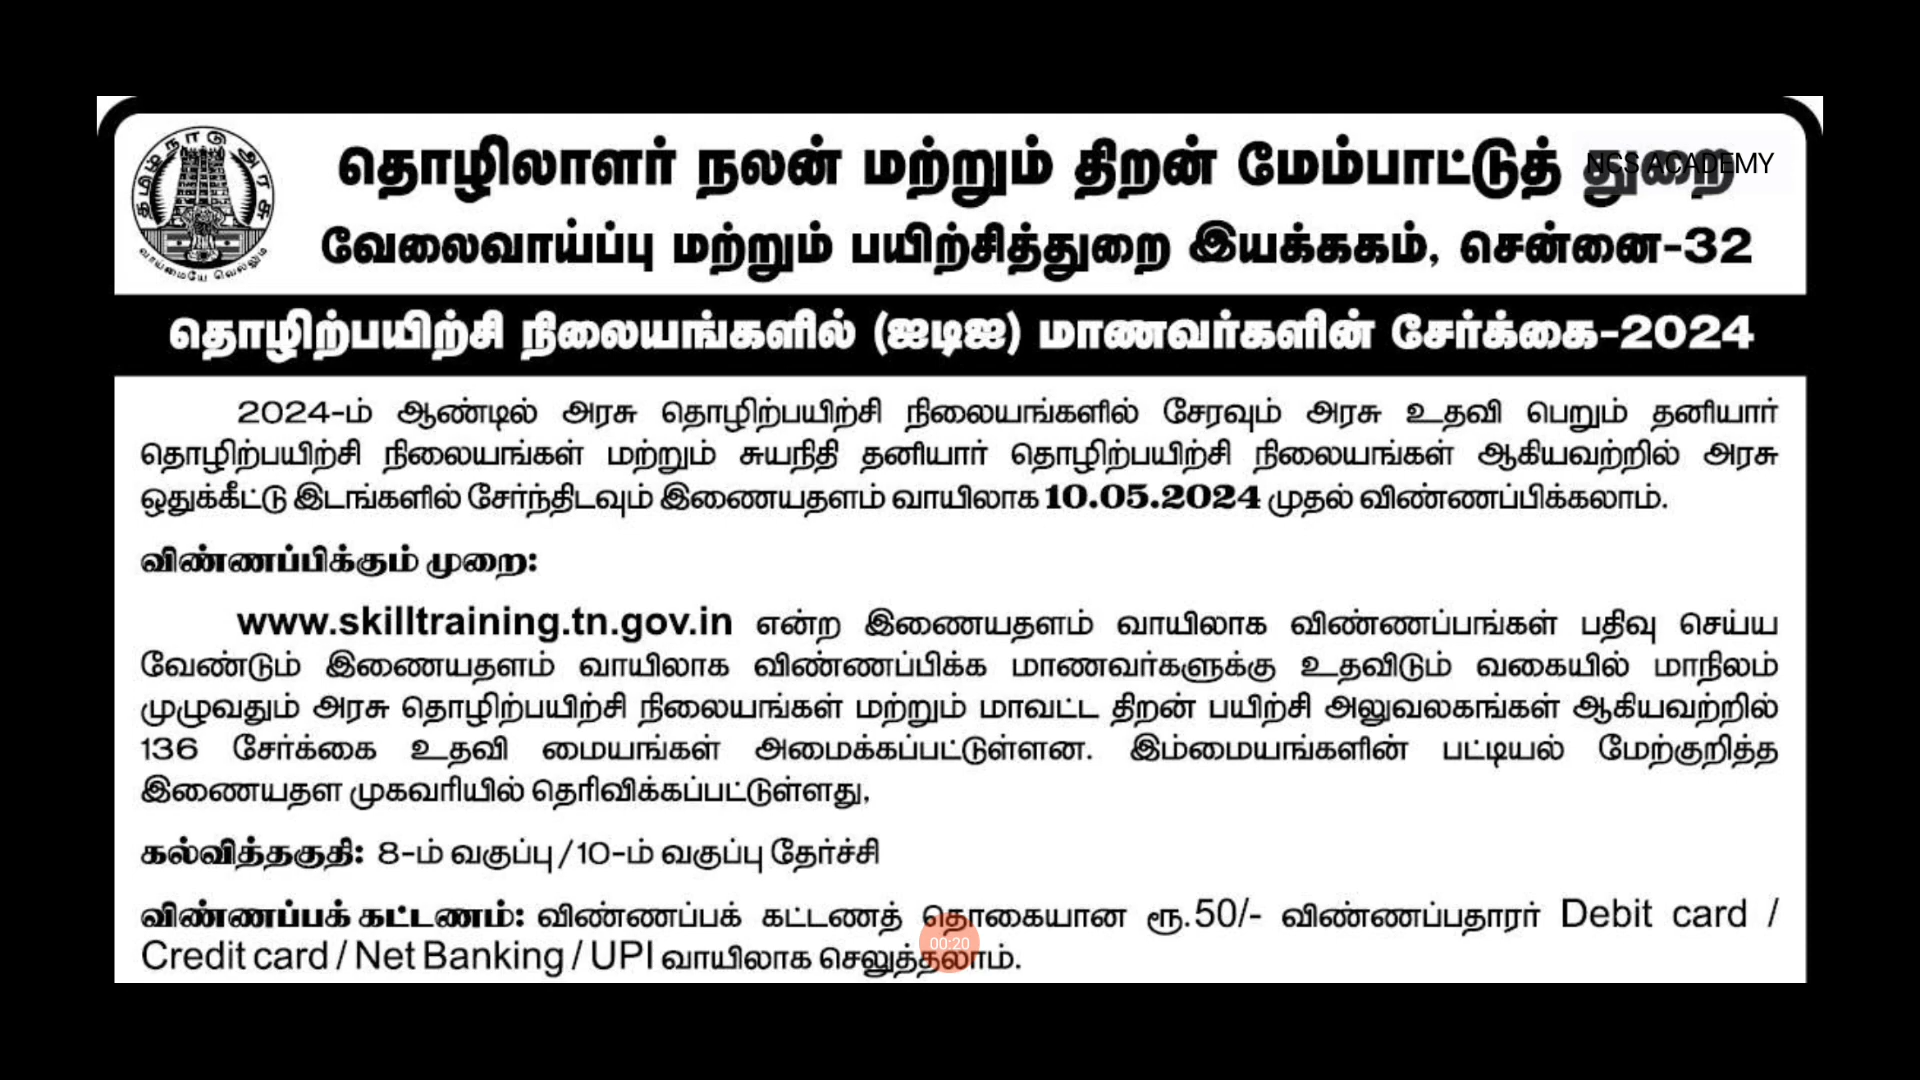 தமிழ்நாடு அரசு
வாய்மையே வெல்லும்
தொழிலாளர் நலன் மற்றும் திறன் மேம்பாட்டுத் துறை
NCS ACADEMY
வேலைவாய்ப்பு மற்றும் பயிற்சித்துறை இயக்ககம், சென்னை-32
தொழிற்பயிற்சி நிலையங்களில் (ஐடிஐ) மாணவர்களின் சேர்க்கை-2024
2024-ம் ஆண்டில் அரசு தொழிற்பயிற்சி நிலையங்களில் சேரவும் அரசு உதவி பெறும் தனியார்
தொழிற்பயிற்சி நிலையங்கள் மற்றும் சுயநிதி தனியார் தொழிற்பயிற்சி நிலையங்கள் ஆகியவற்றில் அரசு
ஒதுக்கீட்டு இடங்களில் சேர்ந்திடவும் இணையதளம் வாயிலாக 10.05.2024 முதல் விண்ணப்பிக்கலாம்.
விண்ணப்பிக்கும் முறை:
www.skilltraining.tn.gov.in என்ற இணையதளம் வாயிலாக விண்ணப்பங்கள் பதிவு செய்ய
வேண்டும் இணையதளம் வாயிலாக விண்ணப்பிக்க மாணவர்களுக்கு உதவிடும் வகையில் மாநிலம்
முழுவதும் அரசு தொழிற்பயிற்சி நிலையங்கள் மற்றும் மாவட்ட திறன் பயிற்சி அலுவலகங்கள் ஆகியவற்றில்
136 சேர்க்கை உதவி மையங்கள் அமைக்கப்பட்டுள்ளன. இம்மையங்களின் பட்டியல் மேற்குறித்த
இணையதள முகவரியில் தெரிவிக்கப்பட்டுள்ளது,
கல்வித்தகுதி: 8-ம் வகுப்பு /10-ம் வகுப்பு தேர்ச்சி
விண்ணப்பக் கட்டணம்: விண்ணப்பக் கட்டணத் தொகையான ரூ.50/- விண்ணப்பதாரர் Debit card /
Credit card / Net Banking / UPI வாயிலாக செலுத்தலாம்.
00:20